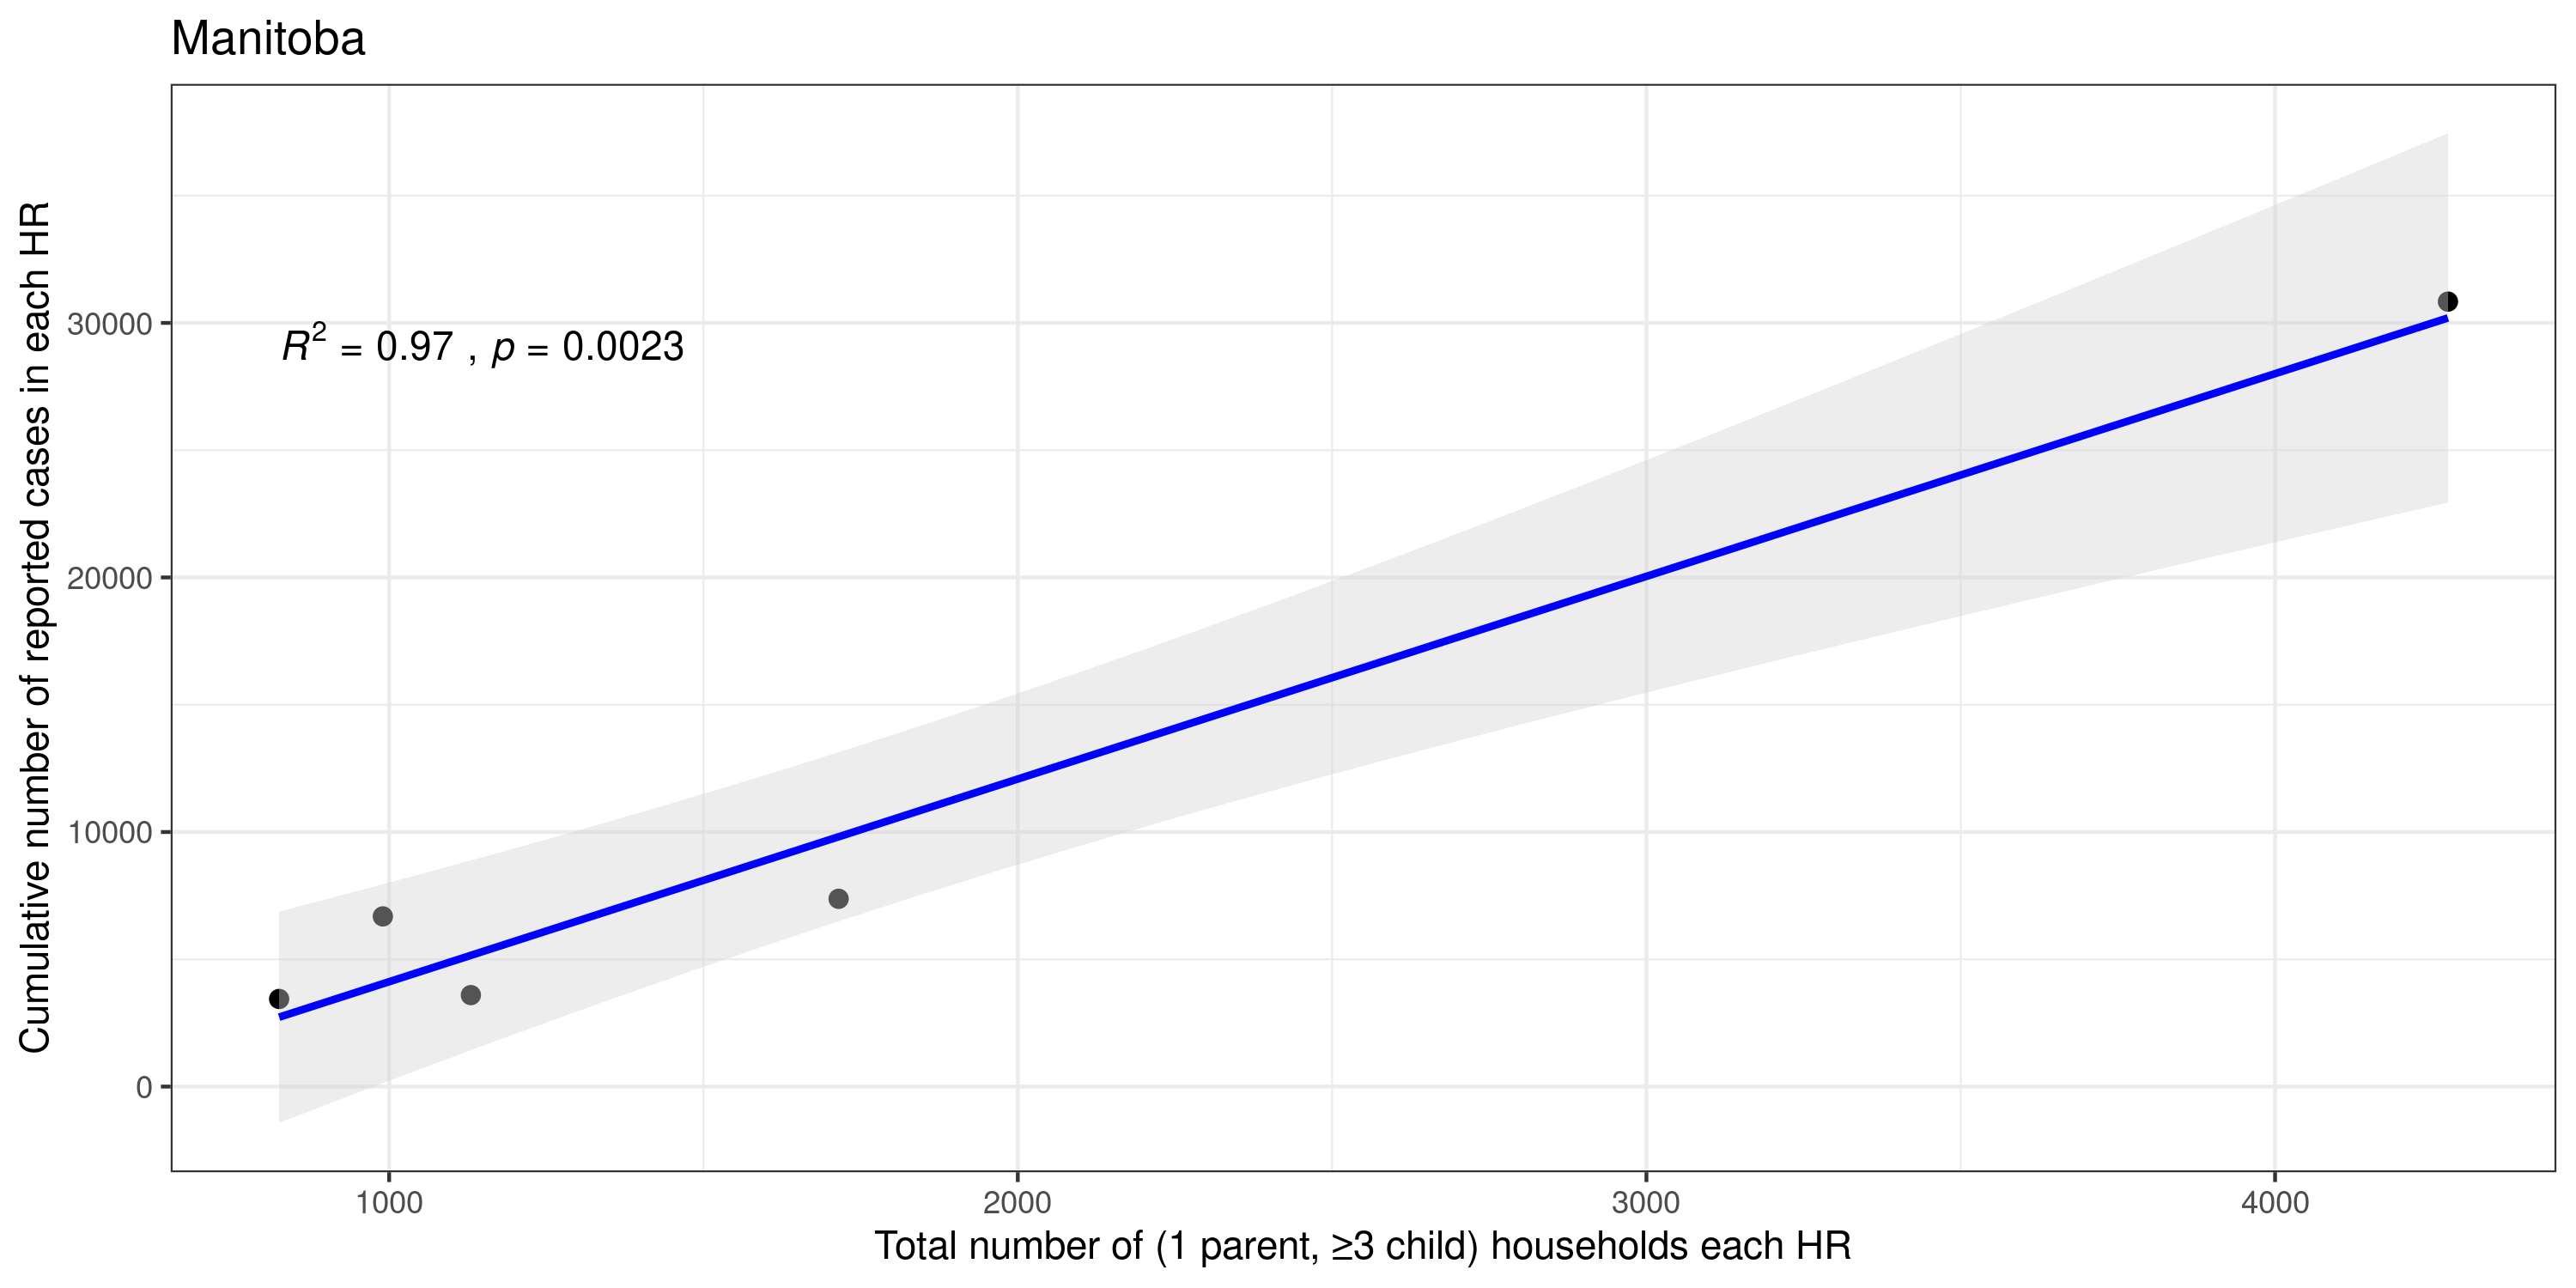 Manitoba
Cumulative number of reported cases in each HR
R² = 0.97 , p = 0.0023
30000
20000
10000
0
1000 2000 3000 4000
Total number of (1 parent, ≥3 child) households each HR